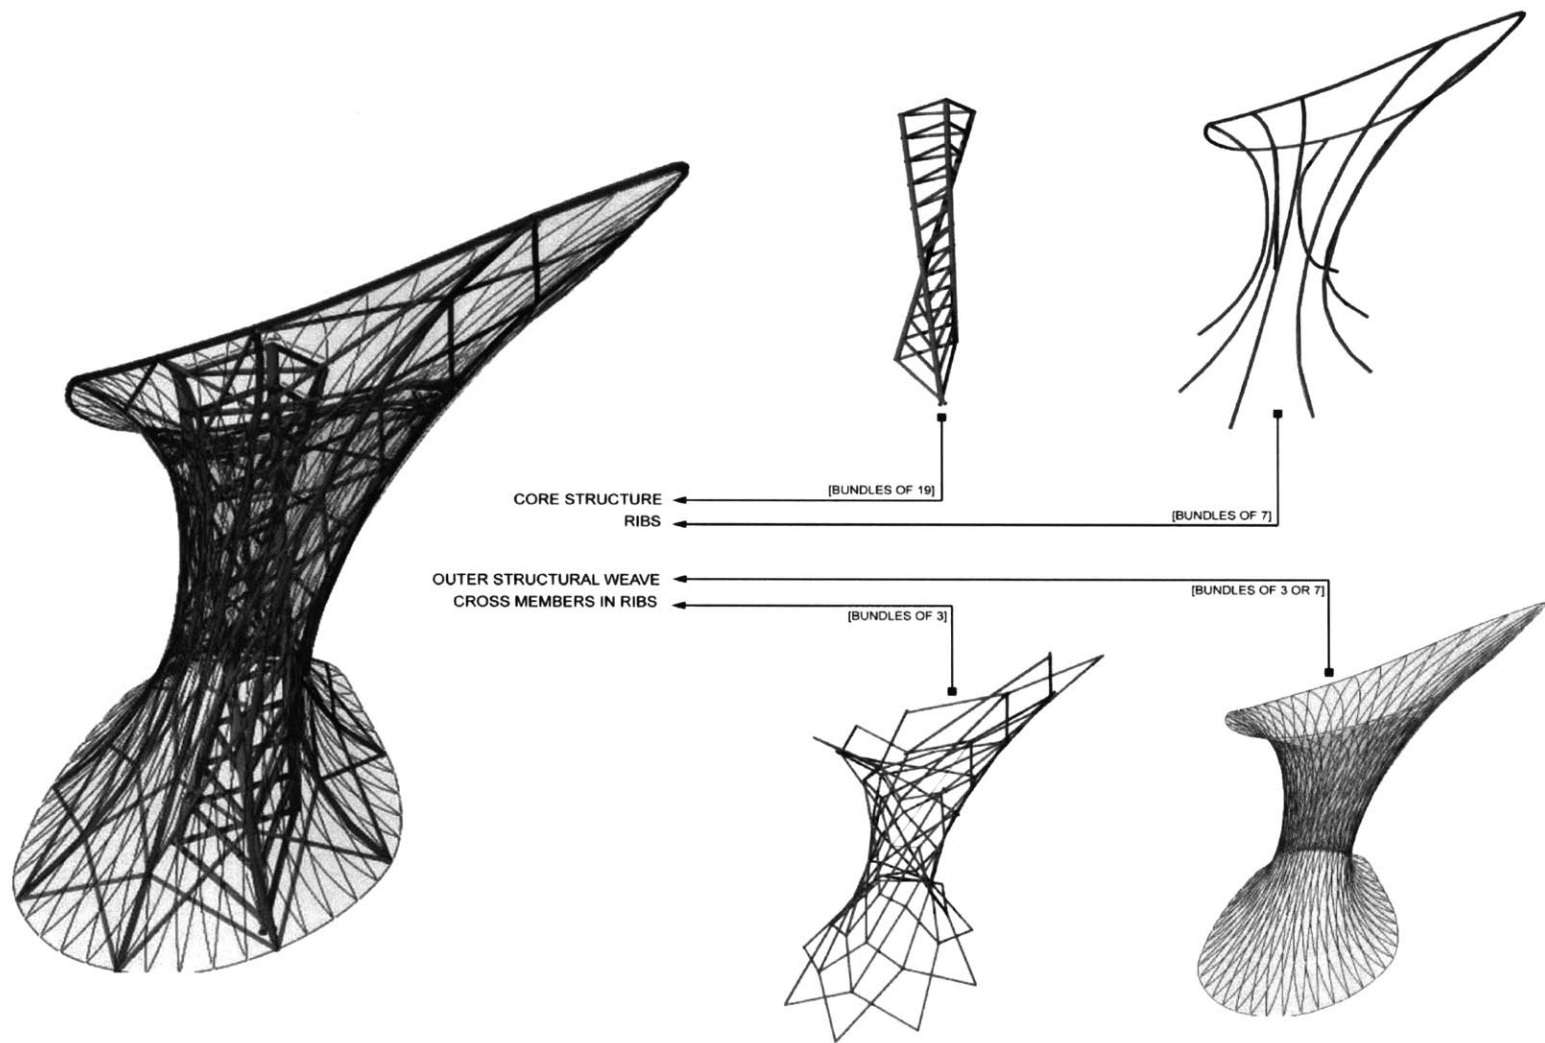 [BUNDLES OF 19]
CORE STRUCTURE
RIBS
[BUNDLES OF 7]
OUTER STRUCTURAL WEAVE
CROSS MEMBERS IN RIBS
[BUNDLES OF 3 OR 7]
[BUNDLES OF 3]